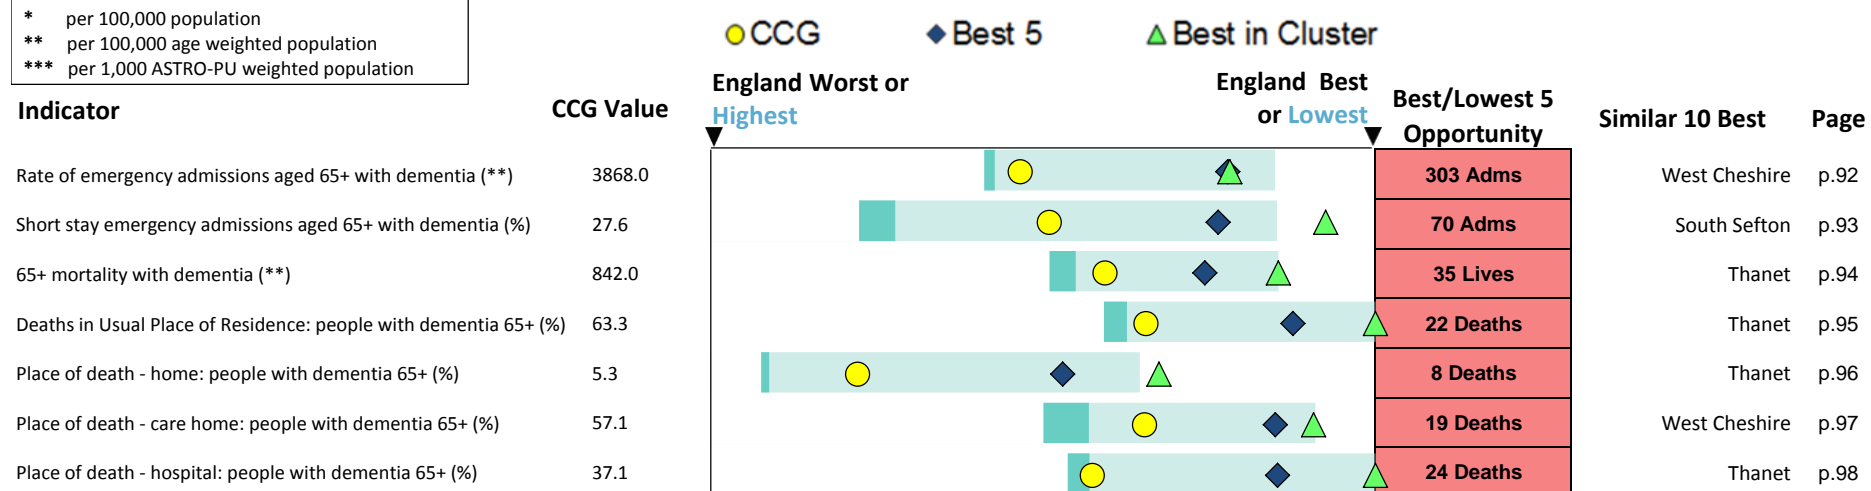 * per 100,000 population
** per 100,000 age weighted population
*** per 1,000 ASTRO-PU weighted population
CCG Best 5 Best in Cluster
Indicator CCG Value England Worst or Highest England Best or Lowest Best/Lowest 5 Opportunity Similar 10 Best Page
Rate of emergency admissions aged 65+ with dementia (**) 3868.0 303 Adms West Cheshire p.92
Short stay emergency admissions aged 65+ with dementia (%) 27.6 70 Adms South Sefton p.93
65+ mortality with dementia (**) 842.0 35 Lives Thanet p.94
Deaths in Usual Place of Residence: people with dementia 65+ (%) 63.3 22 Deaths Thanet p.95
Place of death - home: people with dementia 65+ (%) 5.3 8 Deaths Thanet p.96
Place of death - care home: people with dementia 65+ (%) 57.1 19 Deaths West Cheshire p.97
Place of death - hospital: people with dementia 65+ (%) 37.1 24 Deaths Thanet p.98